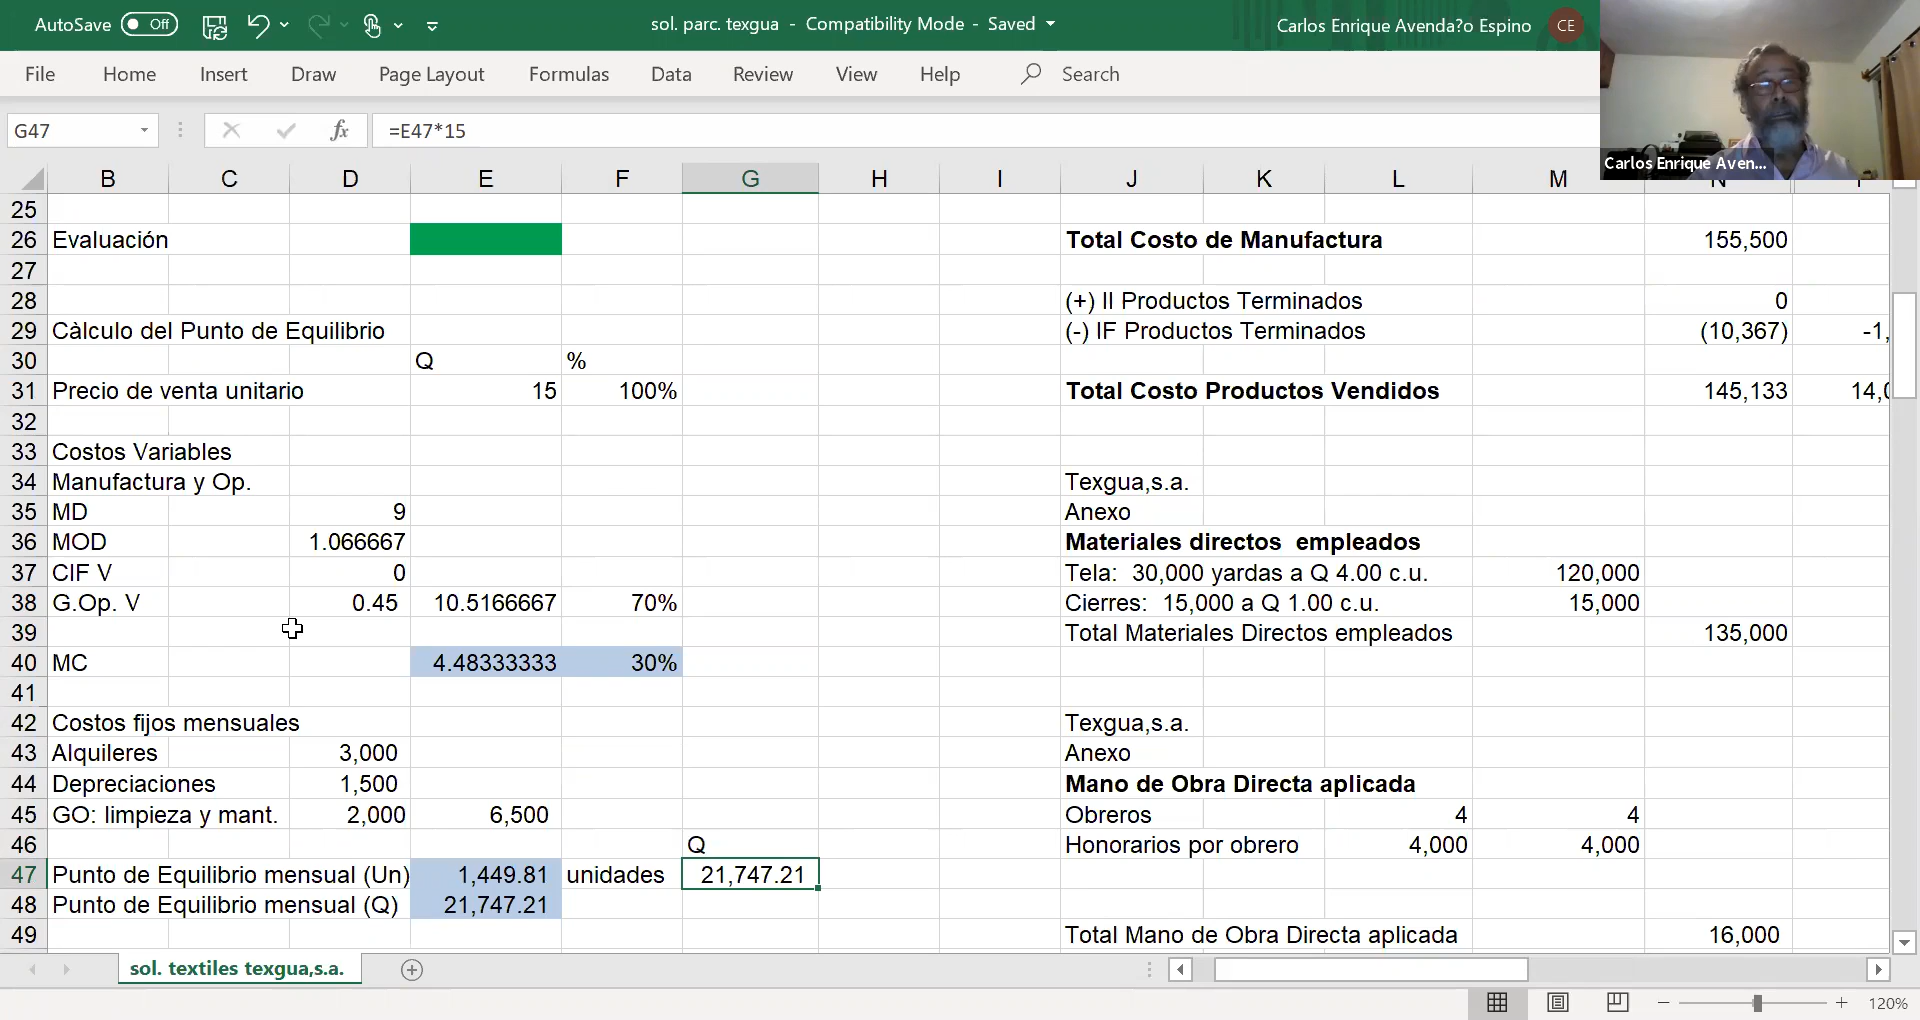 AutoSave Off sol. parc. texgua - Compatibility Mode - Saved Carlos Enrique Avenda?o Espino CE
File Home Insert Draw Page Layout Formulas Data Review View Help Search
G47 fx =E47*15
Carlos Enrique Aven...
B C D E F G H I J K L M N
25
26 Evaluación Total Costo de Manufactura 155,500
27
28 (+) II Productos Terminados 0
29 Càlculo del Punto de Equilibrio (-) IF Productos Terminados (10,367) -1,
30 Q %
31 Precio de venta unitario 15 100% Total Costo Productos Vendidos 145,133 14,0
32
33 Costos Variables
34 Manufactura y Op. Texgua,s.a.
35 MD 9 Anexo
36 MOD 1.066667 Materiales directos empleados
37 CIF V 0 Tela: 30,000 yardas a Q 4.00 c.u. 120,000
38 G.Op. V 0.45 10.5166667 70% Cierres: 15,000 a Q 1.00 c.u. 15,000
39 Total Materiales Directos empleados 135,000
40 MC 4.48333333 30%
41
42 Costos fijos mensuales Texgua,s.a.
43 Alquileres 3,000 Anexo
44 Depreciaciones 1,500 Mano de Obra Directa aplicada
45 GO: limpieza y mant. 2,000 6,500 Obreros 4 4
46 Q Honorarios por obrero 4,000 4,000
47 Punto de Equilibrio mensual (Un) 1,449.81 unidades 21,747.21
48 Punto de Equilibrio mensual (Q) 21,747.21
49 Total Mano de Obra Directa aplicada 16,000
sol. textiles texgua,s.a.
120%